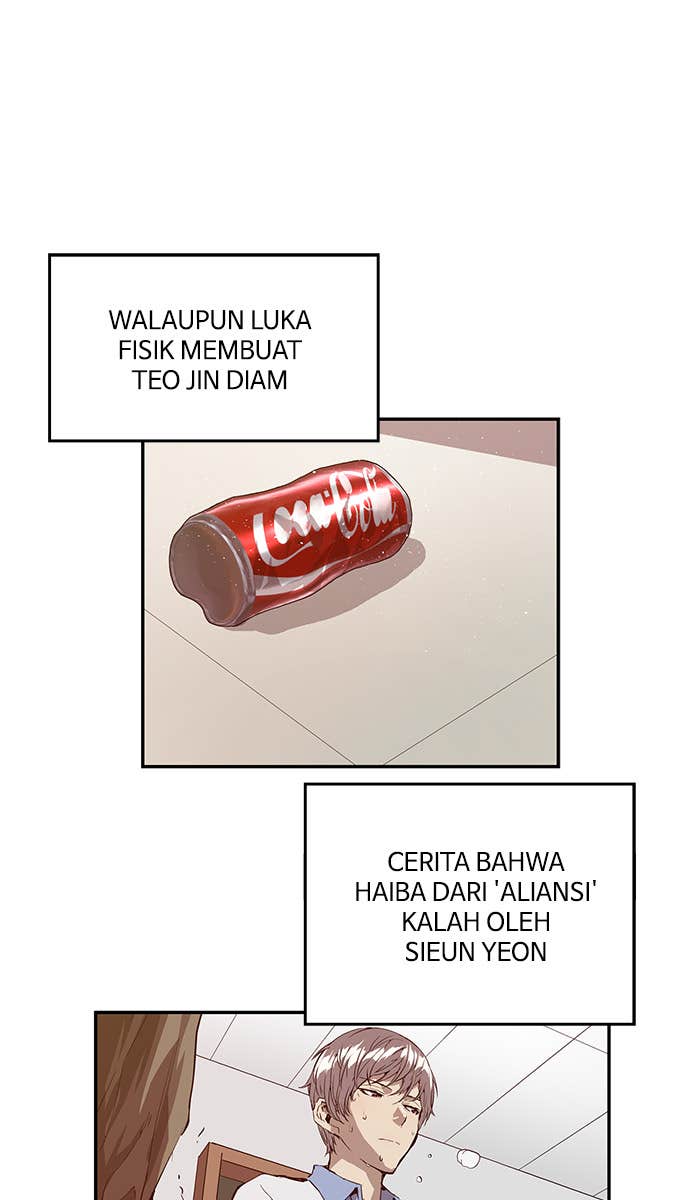 WALAUPUN LUKA
FISIK MEMBUAT
TEO JIN DIAM
Coca-Cola
CERITA BAHWA
HAIBA DARI 'ALIANSI'
KALAH OLEH
SIEUN YEON